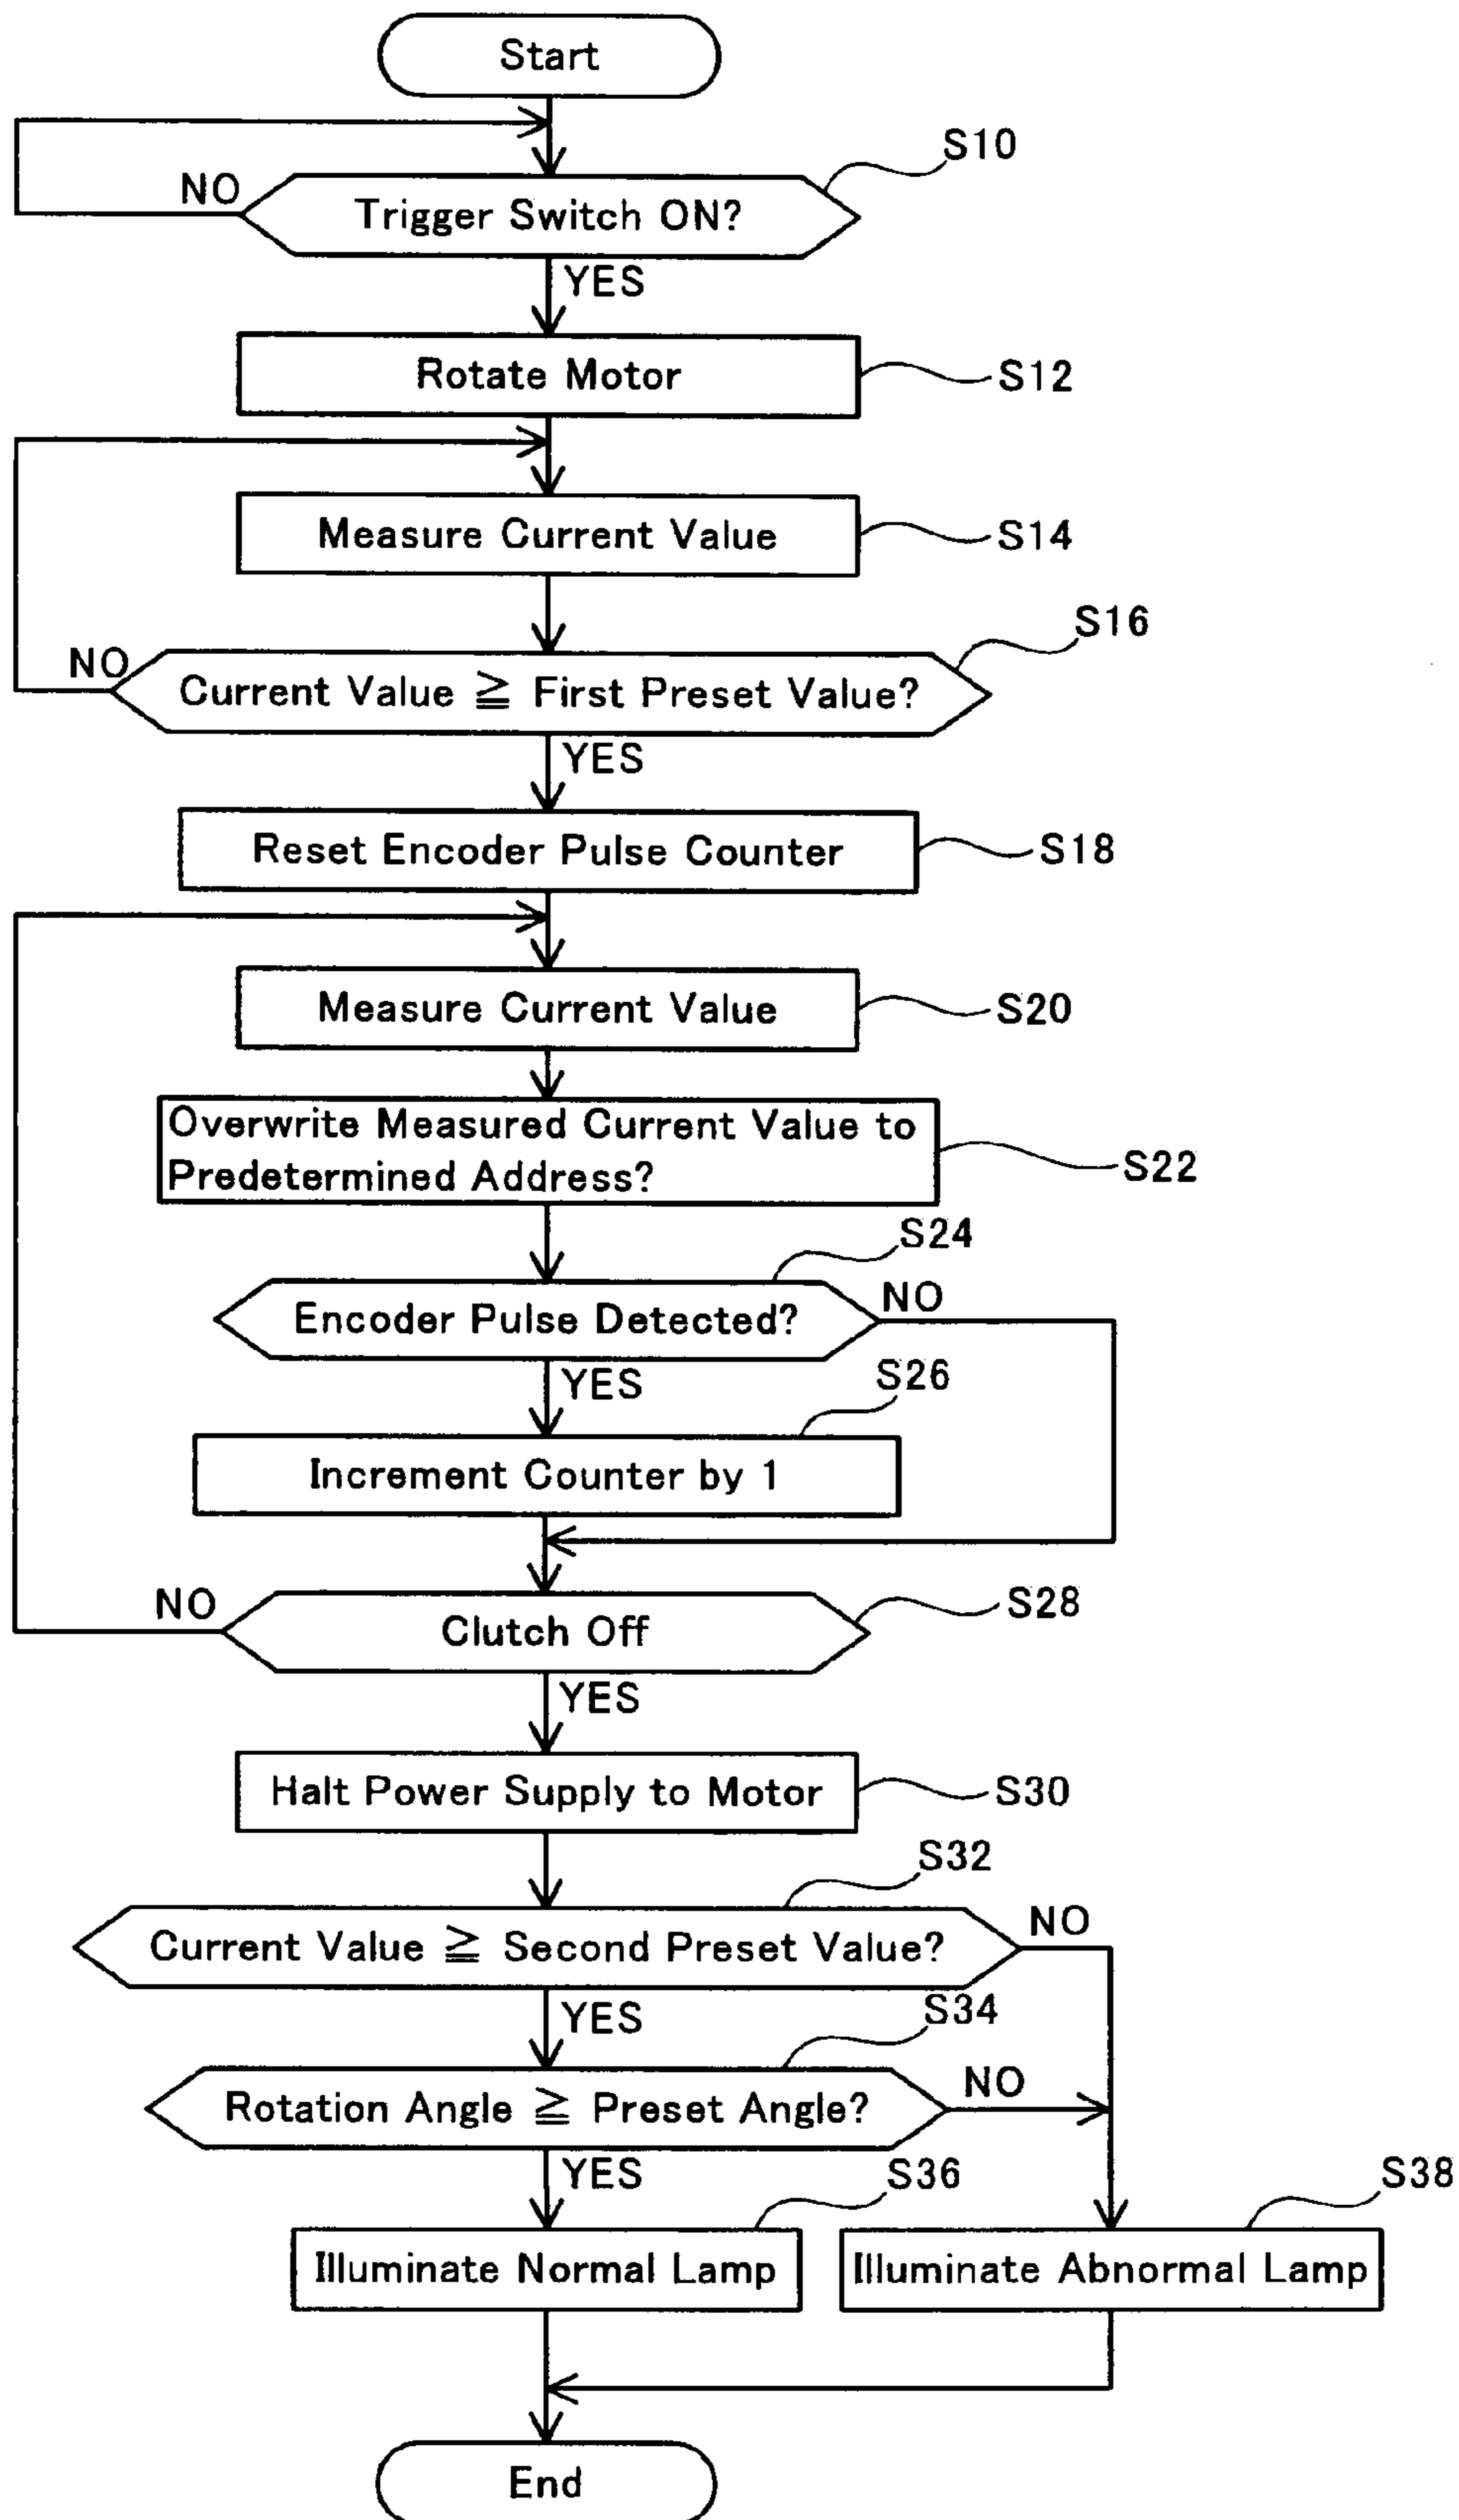 Start
S10
NO
Trigger Switch ON?
YES
Rotate Motor
S12
Measure Current Value
S14
S16
NO
Current Value ≧ First Preset Value?
YES
Reset Encoder Pulse Counter
S18
Measure Current Value
S20
Overwrite Measured Current Value to
Predetermined Address?
S22
S24
Encoder Pulse Detected?
NO
YES
S26
Increment Counter by 1
NO
Clutch Off
S28
YES
Halt Power Supply to Motor
S30
S32
Current Value ≧ Second Preset Value?
NO
YES
S34
Rotation Angle ≧ Preset Angle?
NO
YES
S36
S38
Illuminate Normal Lamp
Illuminate Abnormal Lamp
End